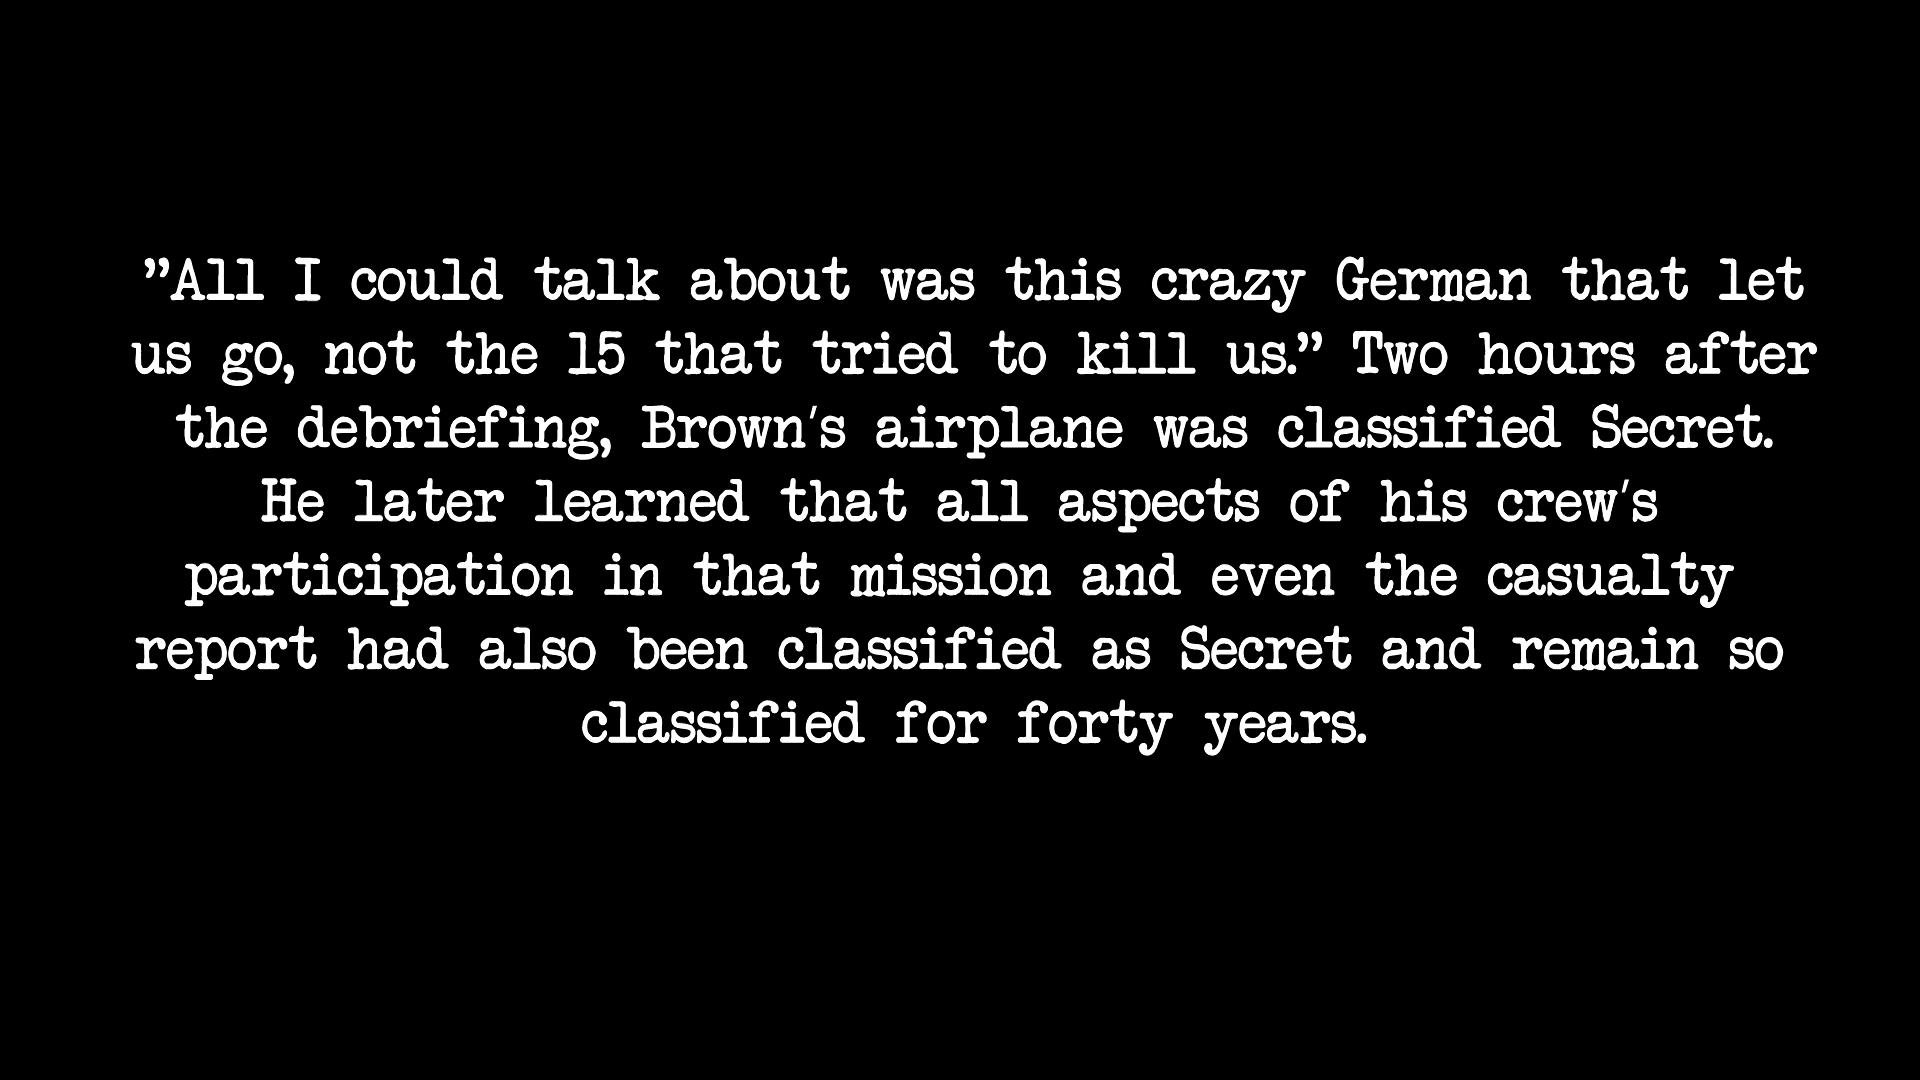 ”All I could talk about was this crazy German that let
us go, not the 15 that tried to kill us.” Two hours after
the debriefing, Brown's airplane was classified Secret.
He later learned that all aspects of his crew's
participation in that mission and even the casualty
report had also been classified as Secret and remain so
classified for forty years.